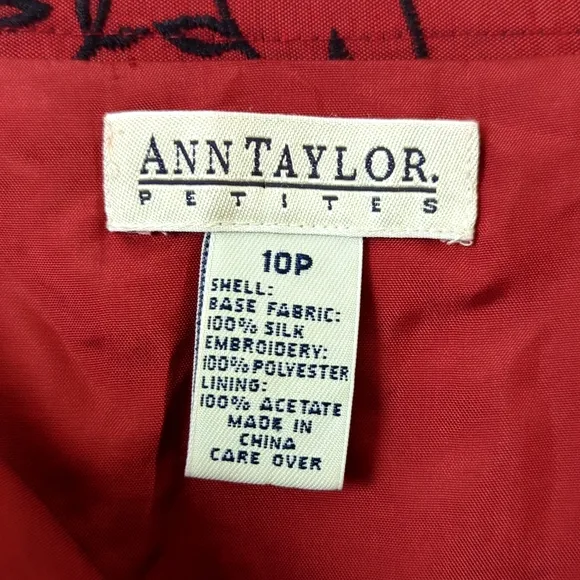 ANN TAYLOR.
PETITES
10P
SHELL:
BASE FABRIC:
100% SILK
EMBROIDERY:
100% POLYESTER
LINING:
100% ACETATE
MADE IN
CHINA
CARE OVER